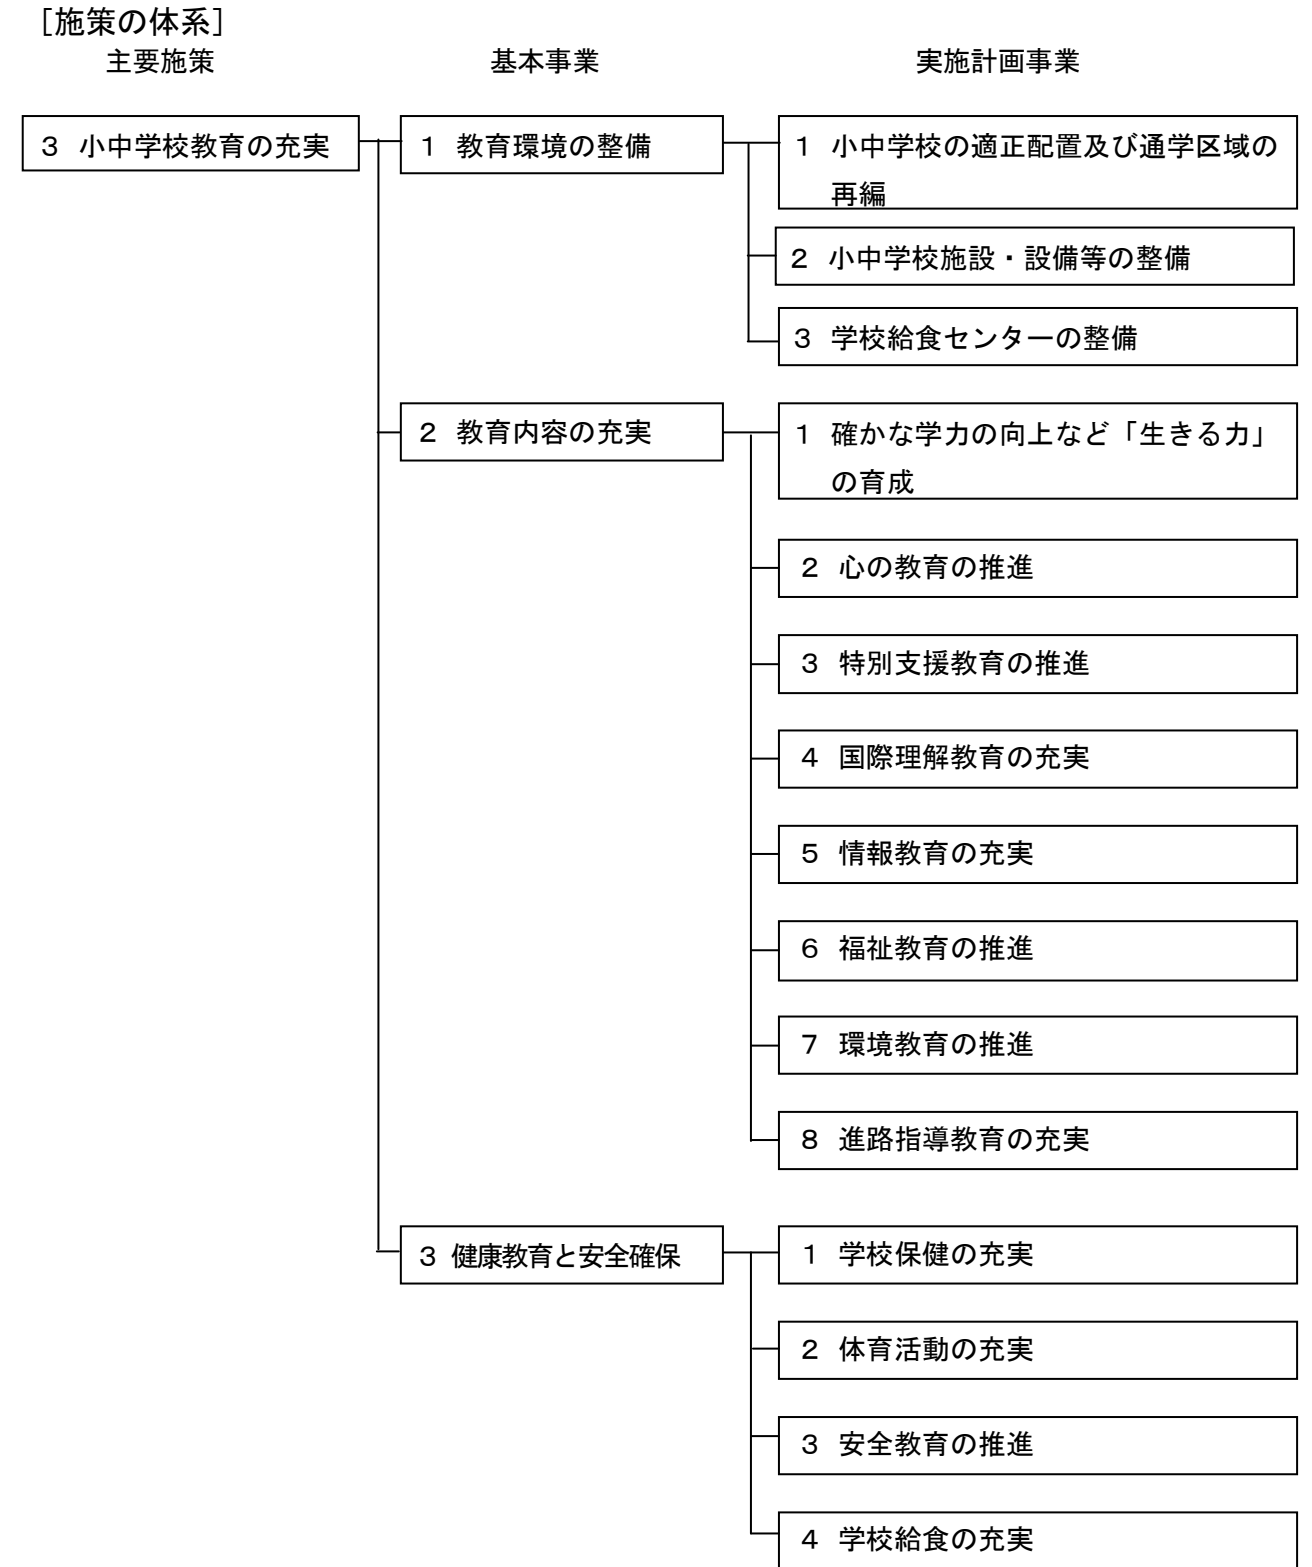 ［施策の体系］
主要施策　基本事業　実施計画事業
３　小中学校教育の充実
１　教育環境の整備
１　小中学校の適正配置及び通学区域の
再編
２　小中学校施設・設備等の整備
３　学校給食センターの整備
２　教育内容の充実
１　確かな学力の向上など「生きる力」
の育成
２　心の教育の推進
３　特別支援教育の推進
４　国際理解教育の充実
５　情報教育の充実
６　福祉教育の推進
７　環境教育の推進
８　進路指導教育の充実
３　健康教育と安全確保
１　学校保健の充実
２　体育活動の充実
３　安全教育の推進
４　学校給食の充実